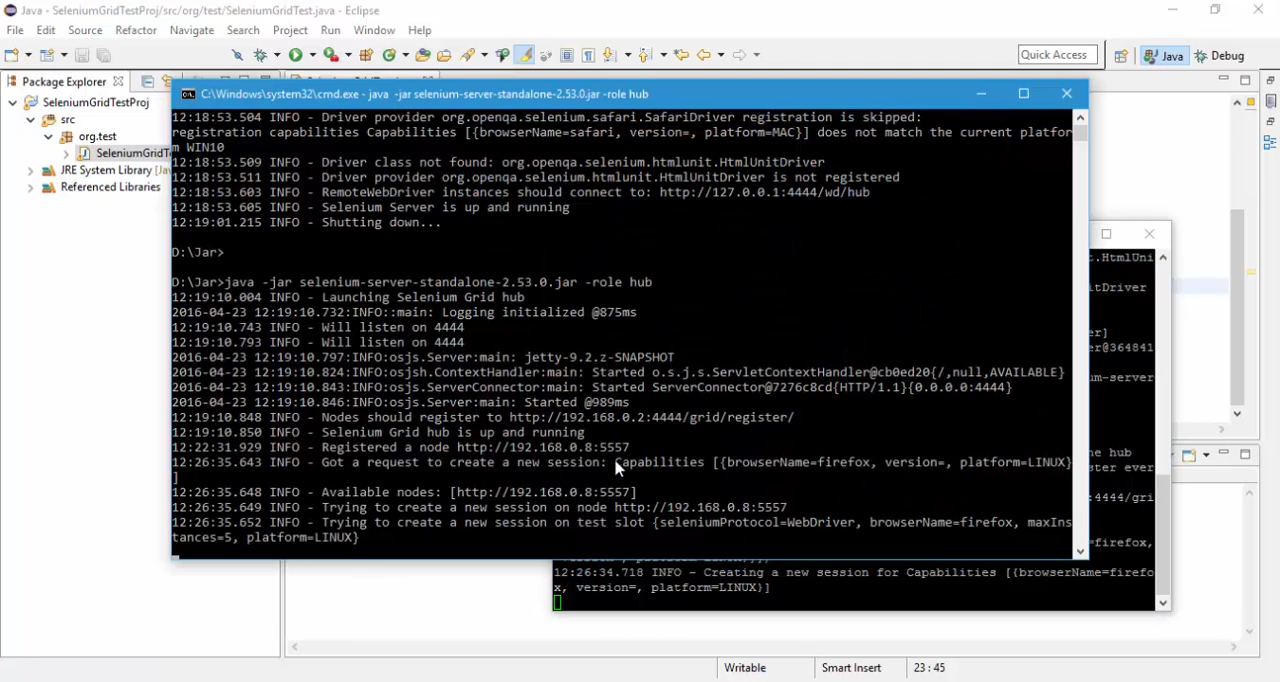 Java - SeleniumGridTestProj/src/org/test/SeleniumGridTest.java - Eclipse
File Edit Source Refactor Navigate Search Project Run Window Help
Quick Access
Java
Debug
Package Explorer
SeleniumGridTestProj
src
org.test
SeleniumGridT
JRE System Library [Ja
Referenced Libraries
C:\Windows\system32\cmd.exe - java -jar selenium-server-standalone-2.53.0.jar -role hub
12:18:53.504 INFO - Driver provider org.openqa.selenium.safari.SafariDriver registration is skipped:
registration capabilities Capabilities [{browserName=safari, version=, platform=MAC}] does not match the current platfor
m WIN10
12:18:53.509 INFO - Driver class not found: org.openqa.selenium.htmlunit.HtmlUnitDriver
12:18:53.511 INFO - Driver provider org.openqa.selenium.htmlunit.HtmlUnitDriver is not registered
12:18:53.603 INFO - RemoteWebDriver instances should connect to: http://127.0.0.1:4444/wd/hub
12:18:53.605 INFO - Selenium Server is up and running
12:19:01.215 INFO - Shutting down...
D:\Jar>
D:\Jar>java -jar selenium-server-standalone-2.53.0.jar -role hub
12:19:10.004 INFO - Launching Selenium Grid hub
2016-04-23 12:19:10.732:INFO::main: Logging initialized @875ms
12:19:10.743 INFO - Will listen on 4444
12:19:10.793 INFO - Will listen on 4444
2016-04-23 12:19:10.797:INFO:osjs.Server:main: jetty-9.2.z-SNAPSHOT
2016-04-23 12:19:10.824:INFO:osjsh.ContextHandler:main: Started o.s.j.s.ServletContextHandler@cb0ed20{/,null,AVAILABLE}
2016-04-23 12:19:10.843:INFO:osjs.ServerConnector:main: Started ServerConnector@7276c8cd{HTTP/1.1}{0.0.0.0:4444}
2016-04-23 12:19:10.846:INFO:osjs.Server:main: Started @989ms
12:19:10.848 INFO - Nodes should register to http://192.168.0.2:4444/grid/register/
12:19:10.850 INFO - Selenium Grid hub is up and running
12:22:31.929 INFO - Registered a node http://192.168.0.8:5557
12:26:35.643 INFO - Got a request to create a new session: Capabilities [{browserName=firefox, version=, platform=LINUX}
]
12:26:35.648 INFO - Available nodes: [http://192.168.0.8:5557]
12:26:35.649 INFO - Trying to create a new session on node http://192.168.0.8:5557
12:26:35.652 INFO - Trying to create a new session on test slot {seleniumProtocol=WebDriver, browserName=firefox, maxIns
tances=5, platform=LINUX}
t.HtmlUni
itDriver
er]
er@364841
um-server
he hub
ster ever
:4444/gri
efox,
firefox,
12:26:34.718 INFO - Creating a new session for Capabilities [{browserName=firefo
x, version=, platform=LINUX}]
Writable
Smart Insert
23 : 45